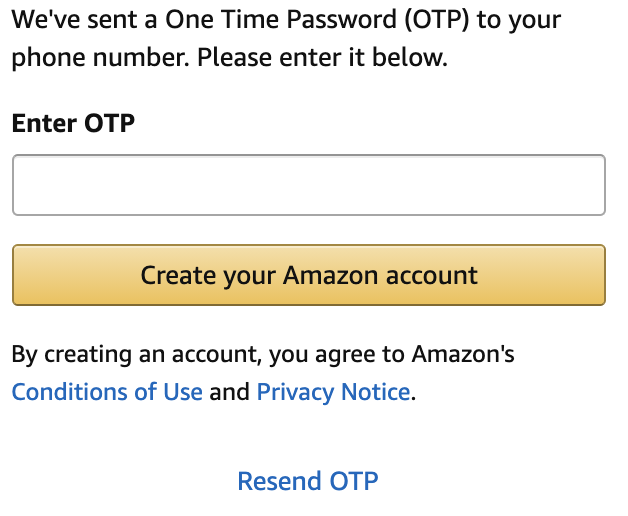 We've sent a One Time Password (OTP) to your
phone number. Please enter it below.
Enter OTP
Create your Amazon account
By creating an account, you agree to Amazon's
Conditions of Use and Privacy Notice.
Resend OTP